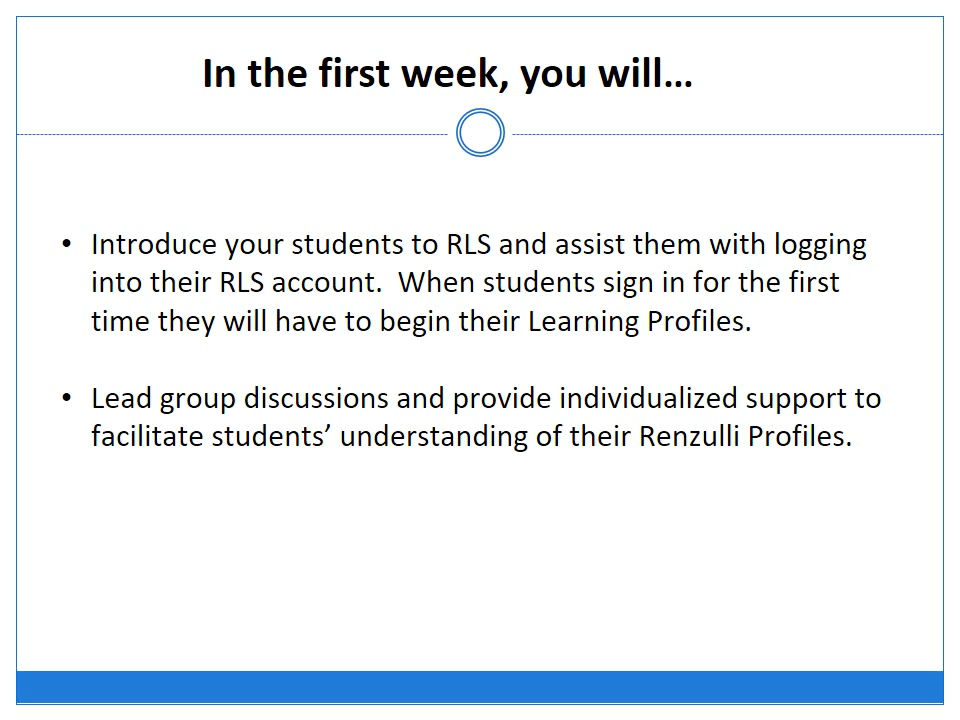 In the first week, you will…
• Introduce your students to RLS and assist them with logging
into their RLS account.  When students sign in for the first
time they will have to begin their Learning Profiles.
• Lead group discussions and provide individualized support to
facilitate students’ understanding of their Renzulli Profiles.